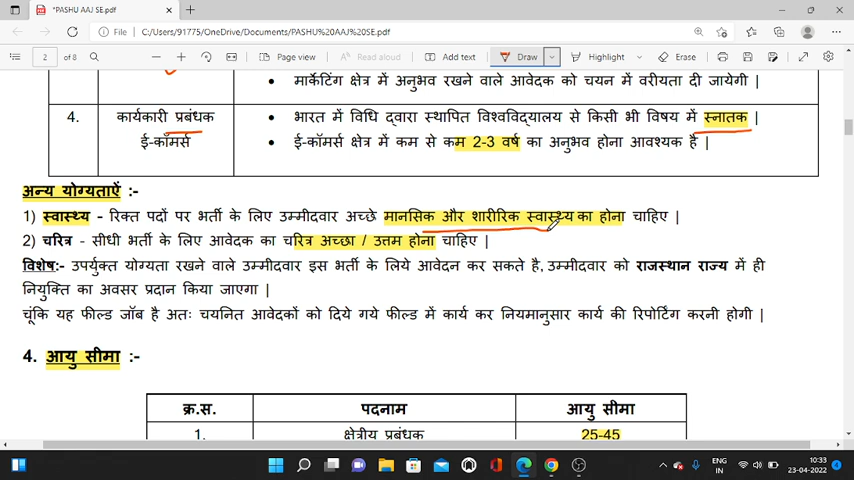 *PASHU AAJ SE.pdf
File C:/Users/91775/OneDrive/Documents/PASHU%20AAJ%20SE.pdf
2 of 8 Page view Read aloud Add text Draw Highlight Erase
मार्केटिंग क्षेत्र में अनुभव रखने वाले आवेदक को चयन में वरीयता दी जायेगी |
4. कार्यकारी प्रबंधक ई-कॉमर्स
भारत में विधि द्वारा स्थापित विश्वविद्यालय से किसी भी विषय में स्नातक |
ई-कॉमर्स क्षेत्र में कम से कम 2-3 वर्ष का अनुभव होना आवश्यक है |
अन्य योग्यताऐं :-
1) स्वास्थ्य – रिक्त पदों पर भर्ती के लिए उम्मीदवार अच्छे मानसिक और शारीरिक स्वास्थ्य का होना चाहिए |
2) चरित्र - सीधी भर्ती के लिए आवेदक का चरित्र अच्छा / उत्तम होना चाहिए |
विशेष:- उपर्युक्त योग्यता रखने वाले उम्मीदवार इस भर्ती के लिये आवेदन कर सकते है, उम्मीदवार को राजस्थान राज्य में ही
नियुक्ति का अवसर प्रदान किया जाएगा |
चूंकि यह फील्ड जॉब है अतः चयनित आवेदकों को दिये गये फील्ड में कार्य कर नियमानुसार कार्य की रिपोर्टिंग करनी होगी |
4. आयु सीमा :-
क्र.स. पदनाम आयु सीमा
1. क्षेत्रीय प्रबंधक 25-45
ENG
IN
10:33
23-04-2022